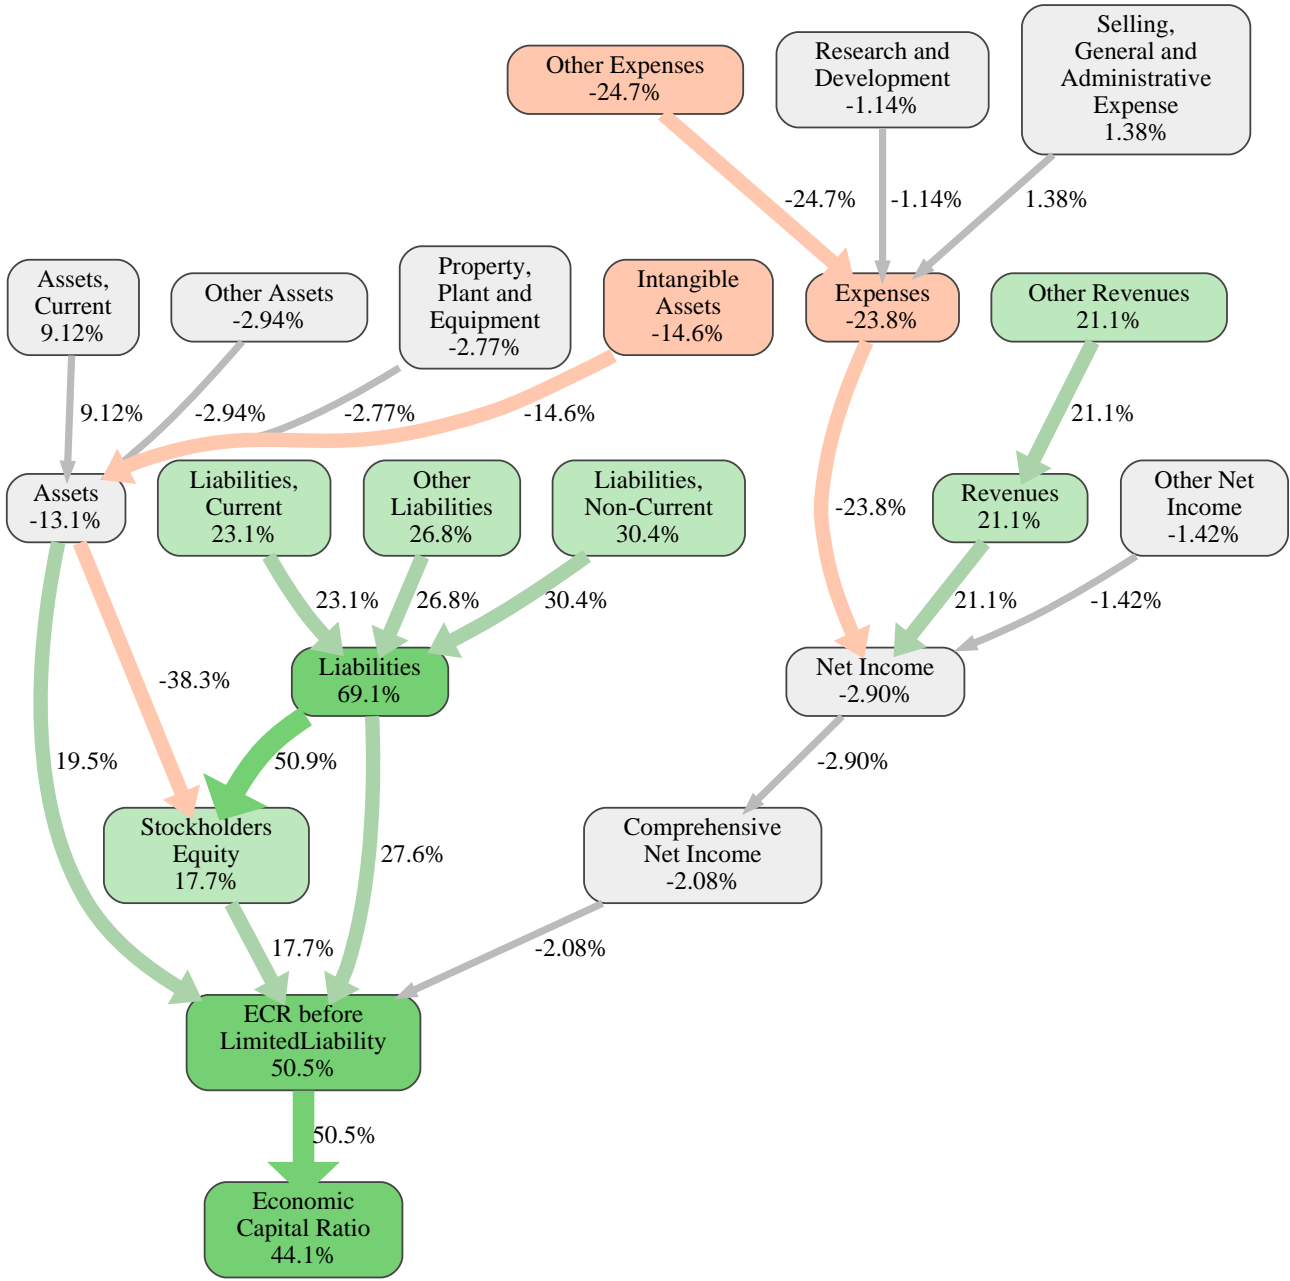 Other Expenses
-24.7%
Research and
Development
-1.14%
Selling,
General and
Administrative
Expense
1.38%
-24.7%
-1.14%
1.38%
Assets,
Current
9.12%
Other Assets
-2.94%
Property,
Plant and
Equipment
-2.77%
Intangible
Assets
-14.6%
Expenses
-23.8%
Other Revenues
21.1%
9.12%
-2.94%
-2.77%
-14.6%
21.1%
Assets
-13.1%
Liabilities,
Current
23.1%
Other
Liabilities
26.8%
Liabilities,
Non-Current
30.4%
-23.8%
Revenues
21.1%
Other Net
Income
-1.42%
23.1%
26.8%
30.4%
21.1%
-1.42%
-38.3%
Liabilities
69.1%
Net Income
-2.90%
19.5%
50.9%
-2.90%
Stockholders
Equity
17.7%
27.6%
Comprehensive
Net Income
-2.08%
17.7%
-2.08%
ECR before
LimitedLiability
50.5%
50.5%
Economic
Capital Ratio
44.1%